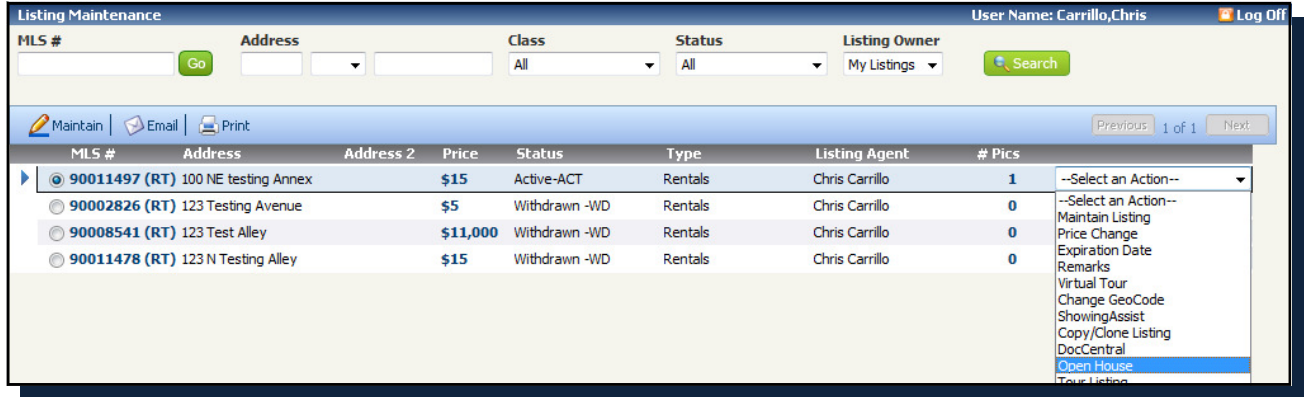 Listing Maintenance User Name: Carrillo,Chris Log Off
MLS # Address Class Status Listing Owner
Go All All My Listings Search
Maintain Email Print Previous 1 of 1 Next
MLS # Address Address 2 Price Status Type Listing Agent # Pics
90011497 (RT) 100 NE testing Annex $15 Active-ACT Rentals Chris Carrillo 1 --Select an Action--
90002826 (RT) 123 Testing Avenue $5 Withdrawn -WD Rentals Chris Carrillo 0
90008541 (RT) 123 Test Alley $11,000 Withdrawn -WD Rentals Chris Carrillo 0
90011478 (RT) 123 N Testing Alley $15 Withdrawn -WD Rentals Chris Carrillo 0
--Select an Action--
Maintain Listing
Price Change
Expiration Date
Remarks
Virtual Tour
Change GeoCode
ShowingAssist
Copy/Clone Listing
DocCentral
Open House
Tour Listing